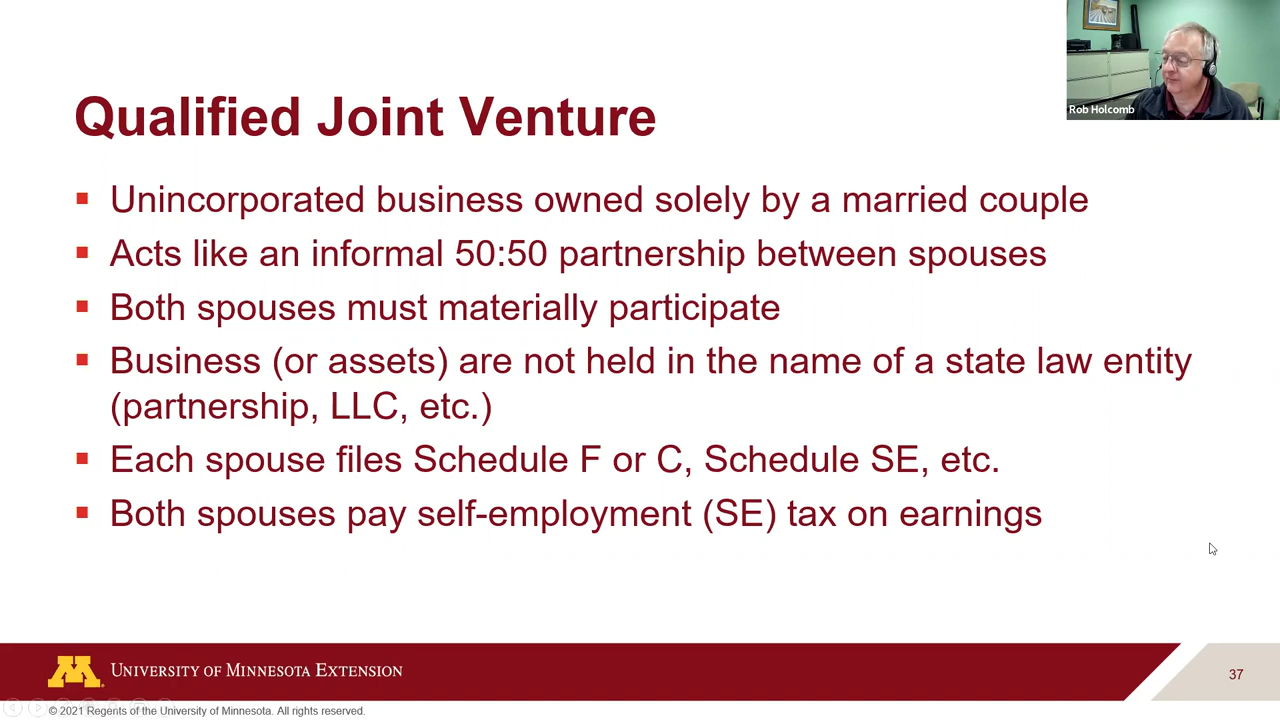 Rob Holcomb
Qualified Joint Venture
▪ Unincorporated business owned solely by a married couple
▪ Acts like an informal 50:50 partnership between spouses
▪ Both spouses must materially participate
▪ Business (or assets) are not held in the name of a state law entity
(partnership, LLC, etc.)
▪ Each spouse files Schedule F or C, Schedule SE, etc.
▪ Both spouses pay self-employment (SE) tax on earnings
M
UNIVERSITY OF MINNESOTA EXTENSION
37
© 2021 Regents of the University of Minnesota. All rights reserved.